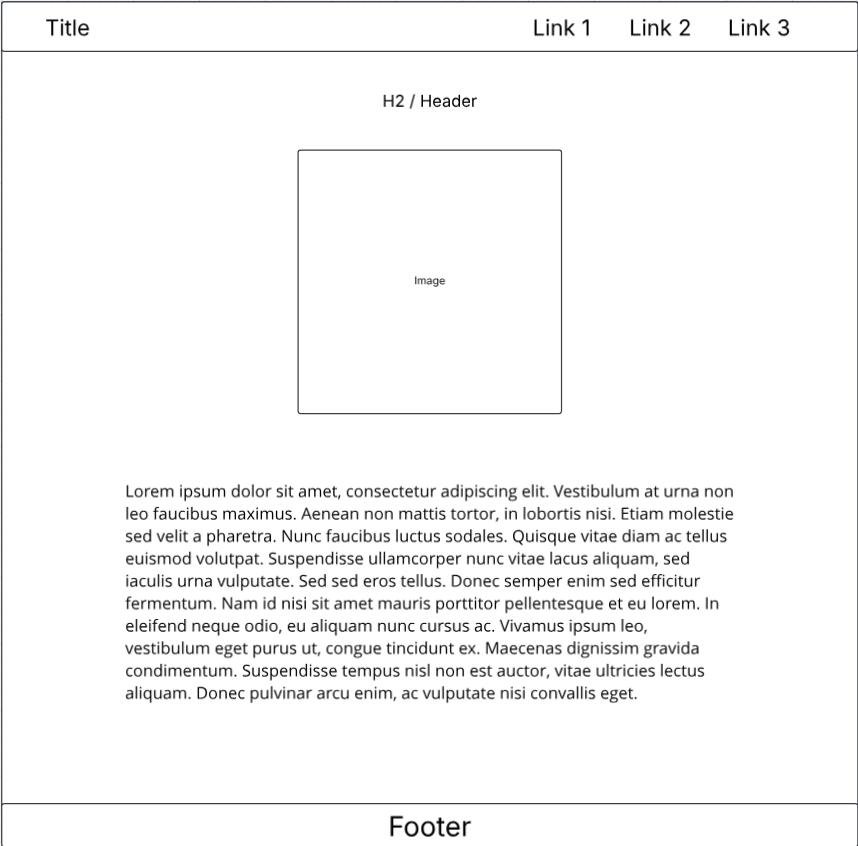 Title
Link 1 Link 2 Link 3
H2 / Header
Image
Lorem ipsum dolor sit amet, consectetur adipiscing elit. Vestibulum at urna non
leo faucibus maximus. Aenean non mattis tortor, in lobortis nisi. Etiam molestie
sed velit a pharetra. Nunc faucibus luctus sodales. Quisque vitae diam ac tellus
euismod volutpat. Suspendisse ullamcorper nunc vitae lacus aliquam, sed
iaculis urna vulputate. Sed sed eros tellus. Donec semper enim sed efficitur
fermentum. Nam id nisi sit amet mauris porttitor pellentesque et eu lorem. In
eleifend neque odio, eu aliquam nunc cursus ac. Vivamus ipsum leo,
vestibulum eget purus ut, congue tincidunt ex. Maecenas dignissim gravida
condimentum. Suspendisse tempus nisl non est auctor, vitae ultricies lectus
aliquam. Donec pulvinar arcu enim, ac vulputate nisi convallis eget.
Footer